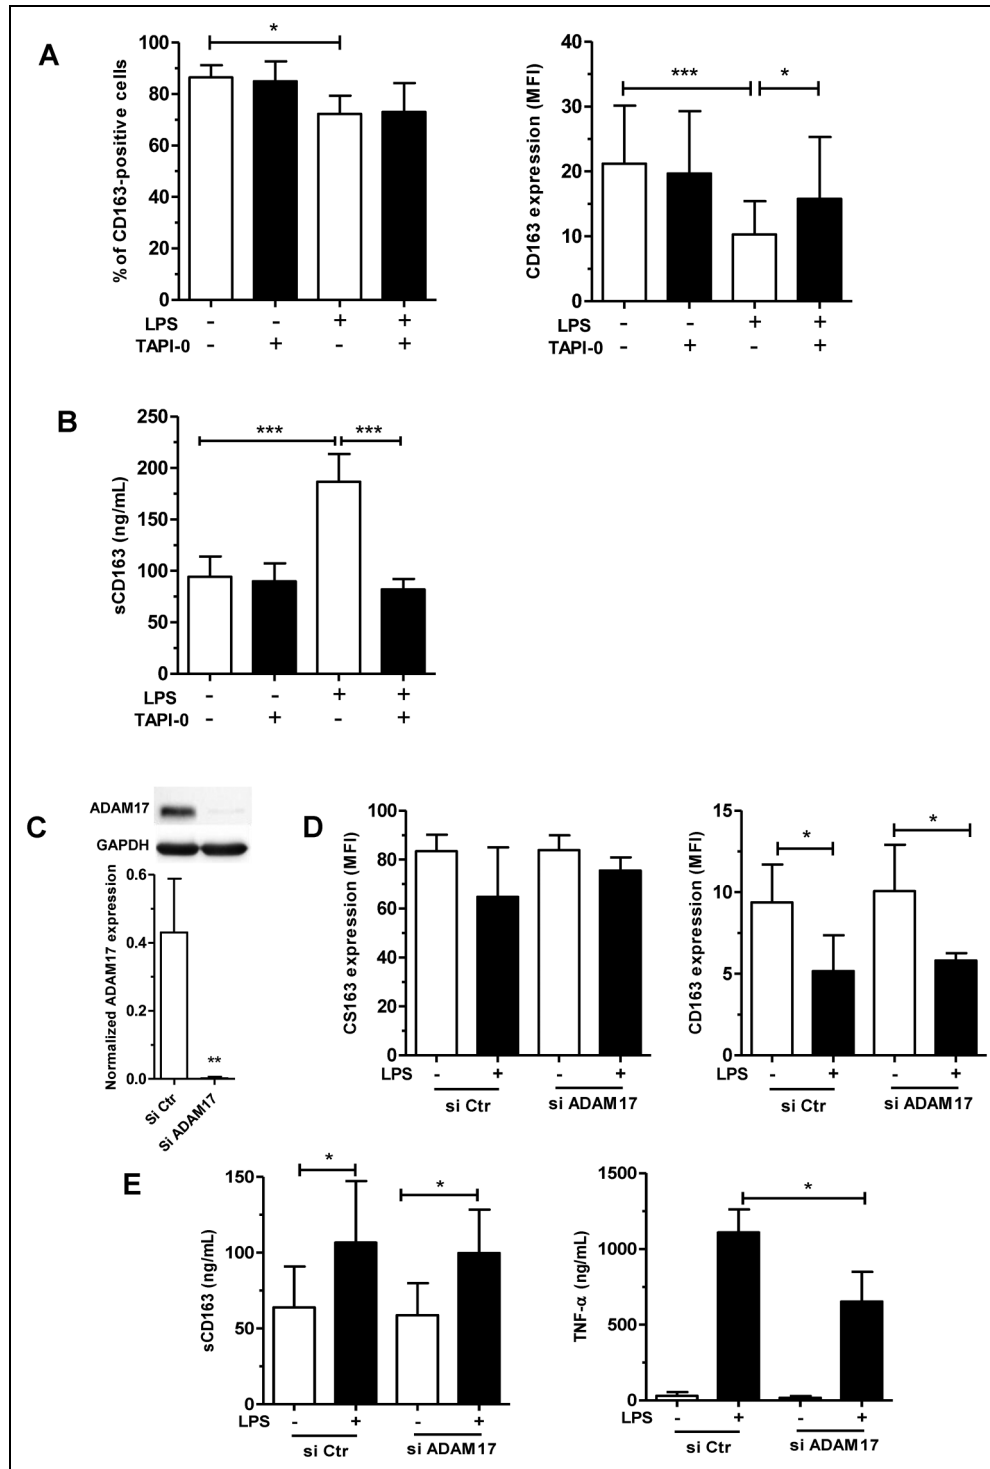 A
% of CD163-positive cells
100
80
60
40
20
0
*
LPS - - + +
TAPI-0 - + - +
CD163 expression (MFI)
40
30
20
10
0
*** *
LPS - - + +
TAPI-0 - + - +
B
sCD163 (ng/mL)
250
200
150
100
50
0
*** ***
LPS - - + +
TAPI-0 - + - +
C
ADAM17
GAPDH
Normalized ADAM17 expression
0.6
0.4
0.2
0.0
**
Si Ctr
Si ADAM17
D
CS163 expression (MFI)
100
80
60
40
20
0
LPS - + - +
si Ctr si ADAM17
CD163 expression (MFI)
15
10
5
0
* *
LPS - + - +
si Ctr si ADAM17
E
sCD163 (ng/mL)
150
100
50
0
* *
LPS - + - +
si Ctr si ADAM17
TNF-α (ng/mL)
1500
1000
500
0
*
LPS - + - +
si Ctr si ADAM17